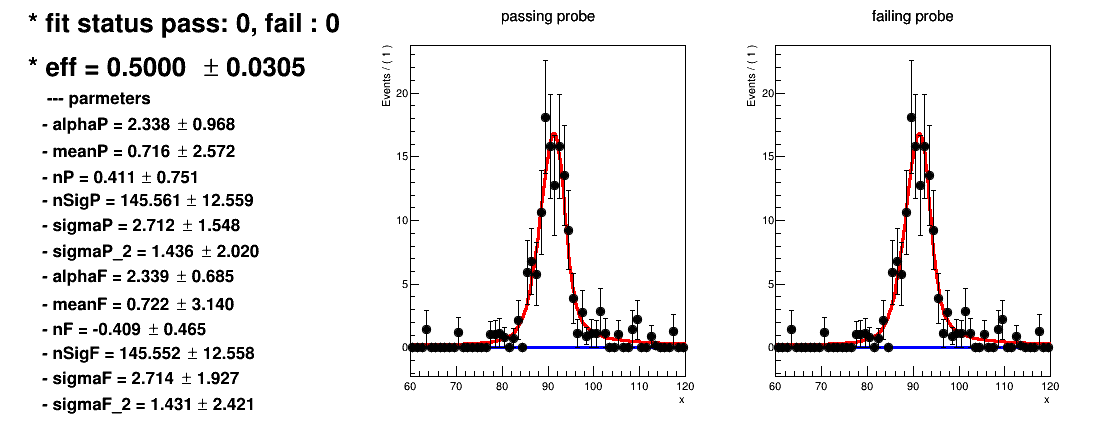 * fit status pass: 0, fail : 0
* eff = 0.5000 ± 0.0305
--- parmeters
- alphaP = 2.338 ± 0.968
- meanP = 0.716 ± 2.572
- nP = 0.411 ± 0.751
- nSigP = 145.561 ± 12.559
- sigmaP = 2.712 ± 1.548
- sigmaP_2 = 1.436 ± 2.020
- alphaF = 2.339 ± 0.685
- meanF = 0.722 ± 3.140
- nF = -0.409 ± 0.465
- nSigF = 145.552 ± 12.558
- sigmaF = 2.714 ± 1.927
- sigmaF_2 = 1.431 ± 2.421
passing probe
Events / ( 1 )
20
15
10
5
0
60 70 80 90 100 110 120
x
failing probe
Events / ( 1 )
20
15
10
5
0
60 70 80 90 100 110 120
x